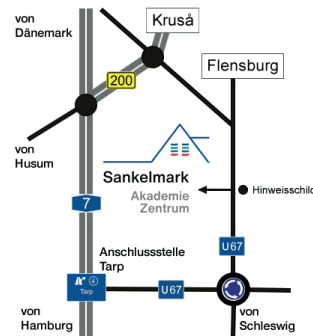 von
Dänemark
Kruså
200
Flensburg
von
Husum
Sankelmark
Akademie
Zentrum
Hinweisschild
7
U67
Anschlussstelle
Tarp
4
Tarp
U67
von
Hamburg
von
Schleswig